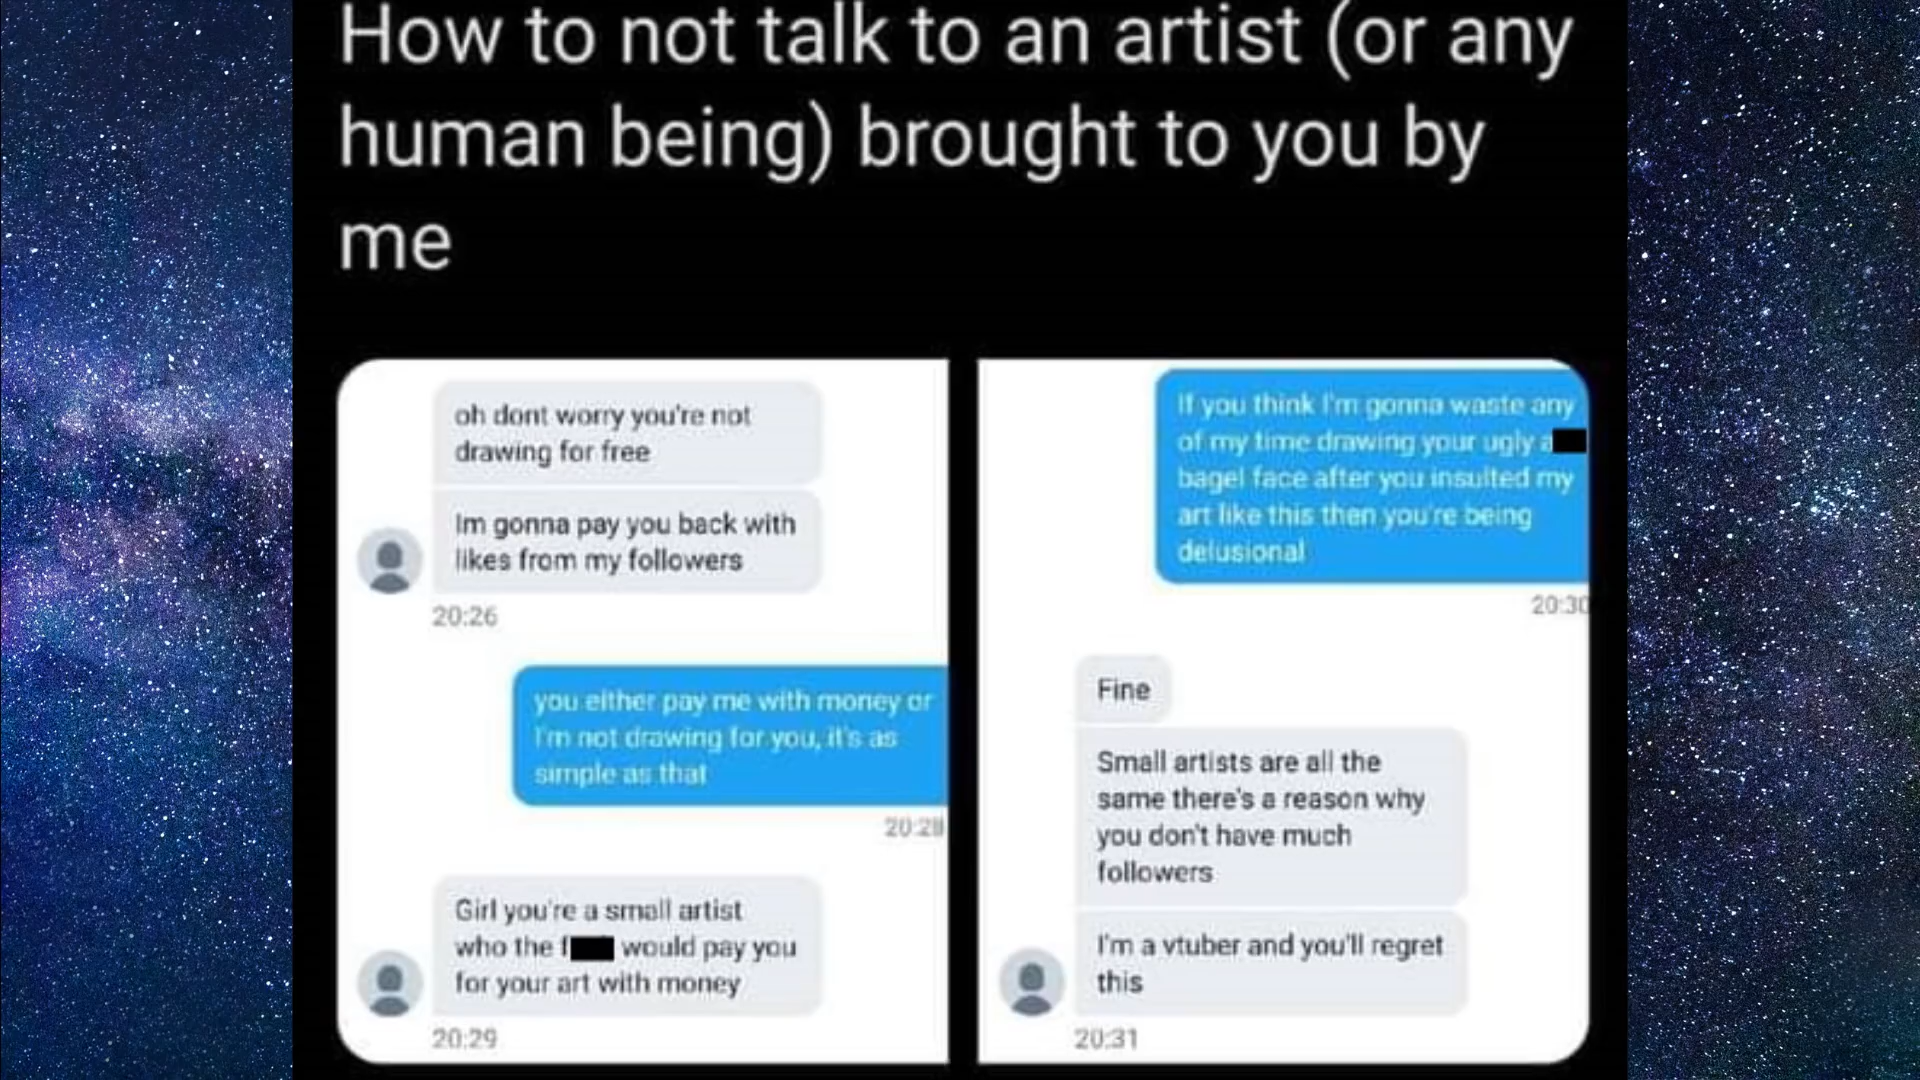 How to not talk to an artist (or any
human being) brought to you by
me
oh dont worry you're not
drawing for free
Im gonna pay you back with
likes from my followers
20:26
you either pay me with money or
I'm not drawing for you, it's as
simple as that
20:28
Girl you're a small artist
who the f would pay you
for your art with money
20:29
If you think I'm gonna waste any
of my time drawing your ugly a
bagel face after you insulted my
art like this then you're being
delusional
20:30
Fine
Small artists are all the
same there's a reason why
you don't have much
followers
I'm a vtuber and you'll regret
this
20:31